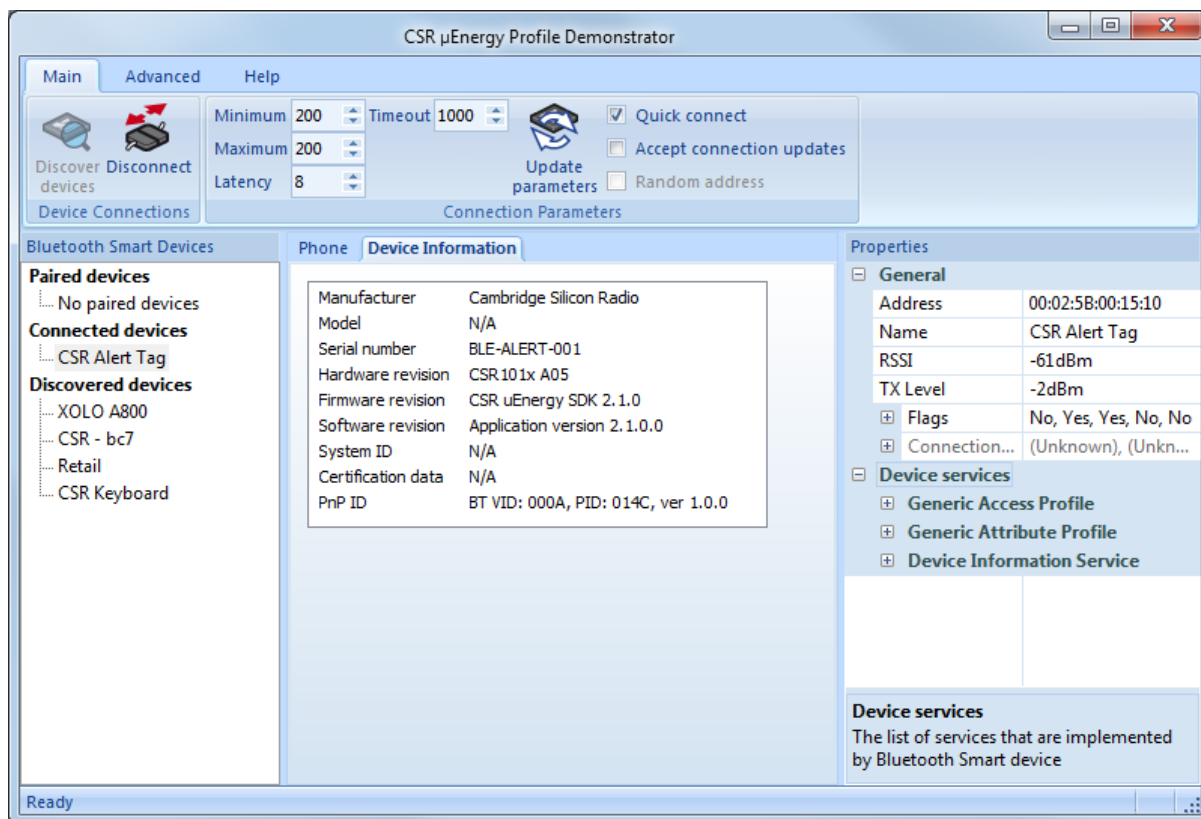 CSR µEnergy Profile Demonstrator
Main Advanced Help
Discover devices
Disconnect
Device Connections
Minimum 200 Timeout 1000
Maximum 200
Latency 8
Update parameters
Quick connect
Accept connection updates
Random address
Connection Parameters
Bluetooth Smart Devices
Paired devices
No paired devices
Connected devices
CSR Alert Tag
Discovered devices
XOLO A800
CSR - bc7
Retail
CSR Keyboard
Phone Device Information
Manufacturer Cambridge Silicon Radio
Model N/A
Serial number BLE-ALERT-001
Hardware revision CSR101x A05
Firmware revision CSR uEnergy SDK 2.1.0
Software revision Application version 2.1.0.0
System ID N/A
Certification data N/A
PnP ID BT VID: 000A, PID: 014C, ver 1.0.0
Properties
General
Address 00:02:5B:00:15:10
Name CSR Alert Tag
RSSI -61dBm
TX Level -2dBm
Flags No, Yes, Yes, No, No
Connection... (Unknown), (Unkn...
Device services
Generic Access Profile
Generic Attribute Profile
Device Information Service
Device services
The list of services that are implemented
by Bluetooth Smart device
Ready